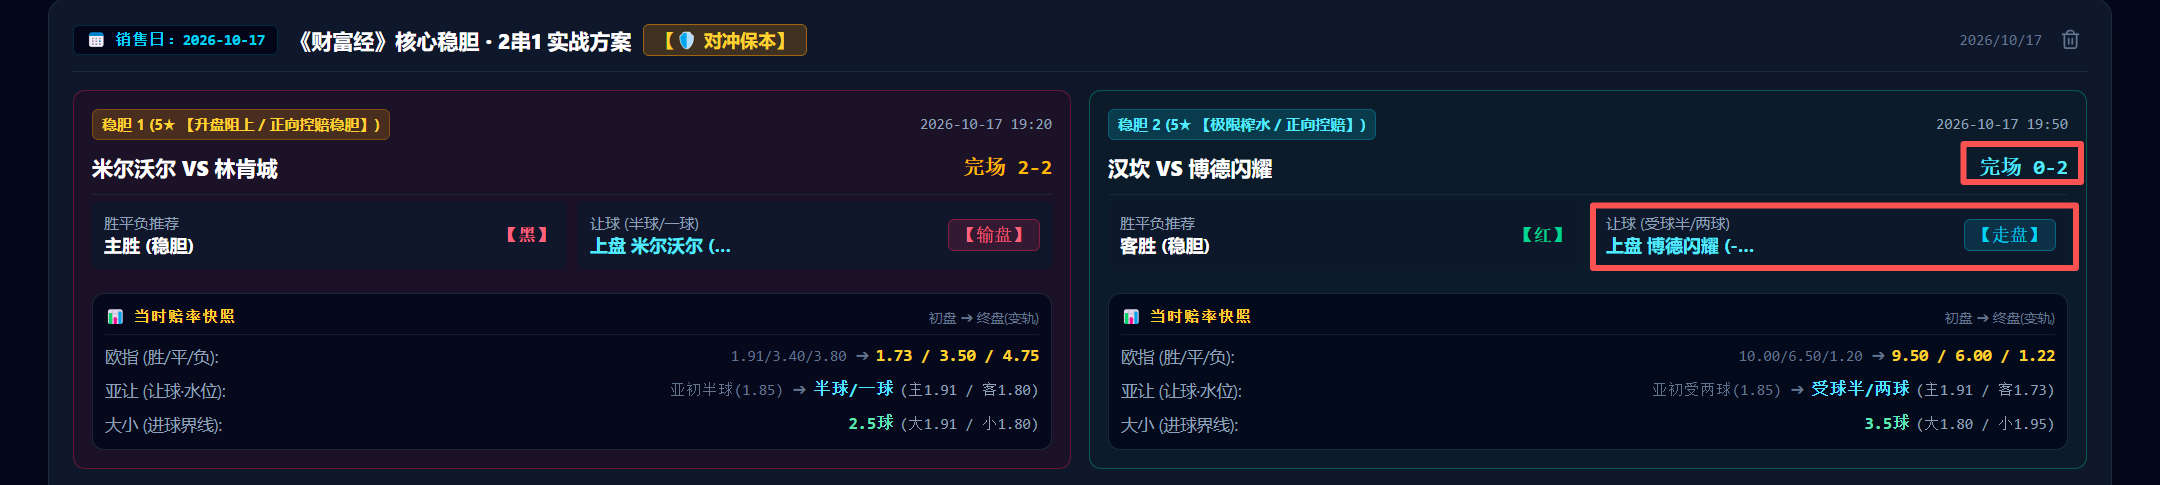 销售日：2026-10-17 《财富经》核心稳胆 · 2串1 实战方案 【 对冲保本】 2026/10/17
稳胆 1 (5★ 【升盘阻上 / 正向控赔稳胆】) 2026-10-17 19:20
米尔沃尔 VS 林肯城 完场 2-2
胜平负推荐
主胜 (稳胆) 【黑】
让球 (半球/一球)
上盘 米尔沃尔 (... 【输盘】
当时赔率快照 初盘 → 终盘(变轨)
欧指 (胜/平/负): 1.91/3.40/3.80 → 1.73 / 3.50 / 4.75
亚让 (让球·水位): 亚初半球(1.85) → 半球/一球 (主1.91 / 客1.80)
大小 (进球界线): 2.5球 (大1.91 / 小1.80)
稳胆 2 (5★ 【极限榨水 / 正向控赔】) 2026-10-17 19:50
汉坎 VS 博德闪耀 完场 0-2
胜平负推荐
客胜 (稳胆) 【红】
让球 (受球半/两球)
上盘 博德闪耀 (-... 【走盘】
当时赔率快照 初盘 → 终盘(变轨)
欧指 (胜/平/负): 10.00/6.50/1.20 → 9.50 / 6.00 / 1.22
亚让 (让球·水位): 亚初受两球(1.85) → 受球半/两球 (主1.91 / 客1.73)
大小 (进球界线): 3.5球 (大1.80 / 小1.95)